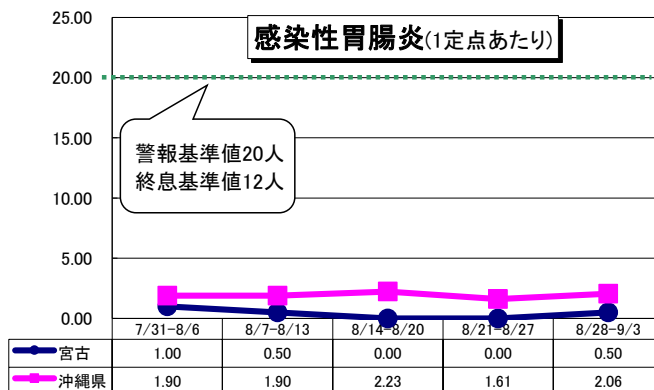 感染性胃腸炎(1定点あたり)
25.00
20.00
15.00
10.00
5.00
0.00
警報基準値20人
終息基準値12人
7/31-8/6 8/7-8/13 8/14-8/20 8/21-8/27 8/28-9/3
宮古 1.00 0.50 0.00 0.00 0.50
沖縄県 1.90 1.90 2.23 1.61 2.06